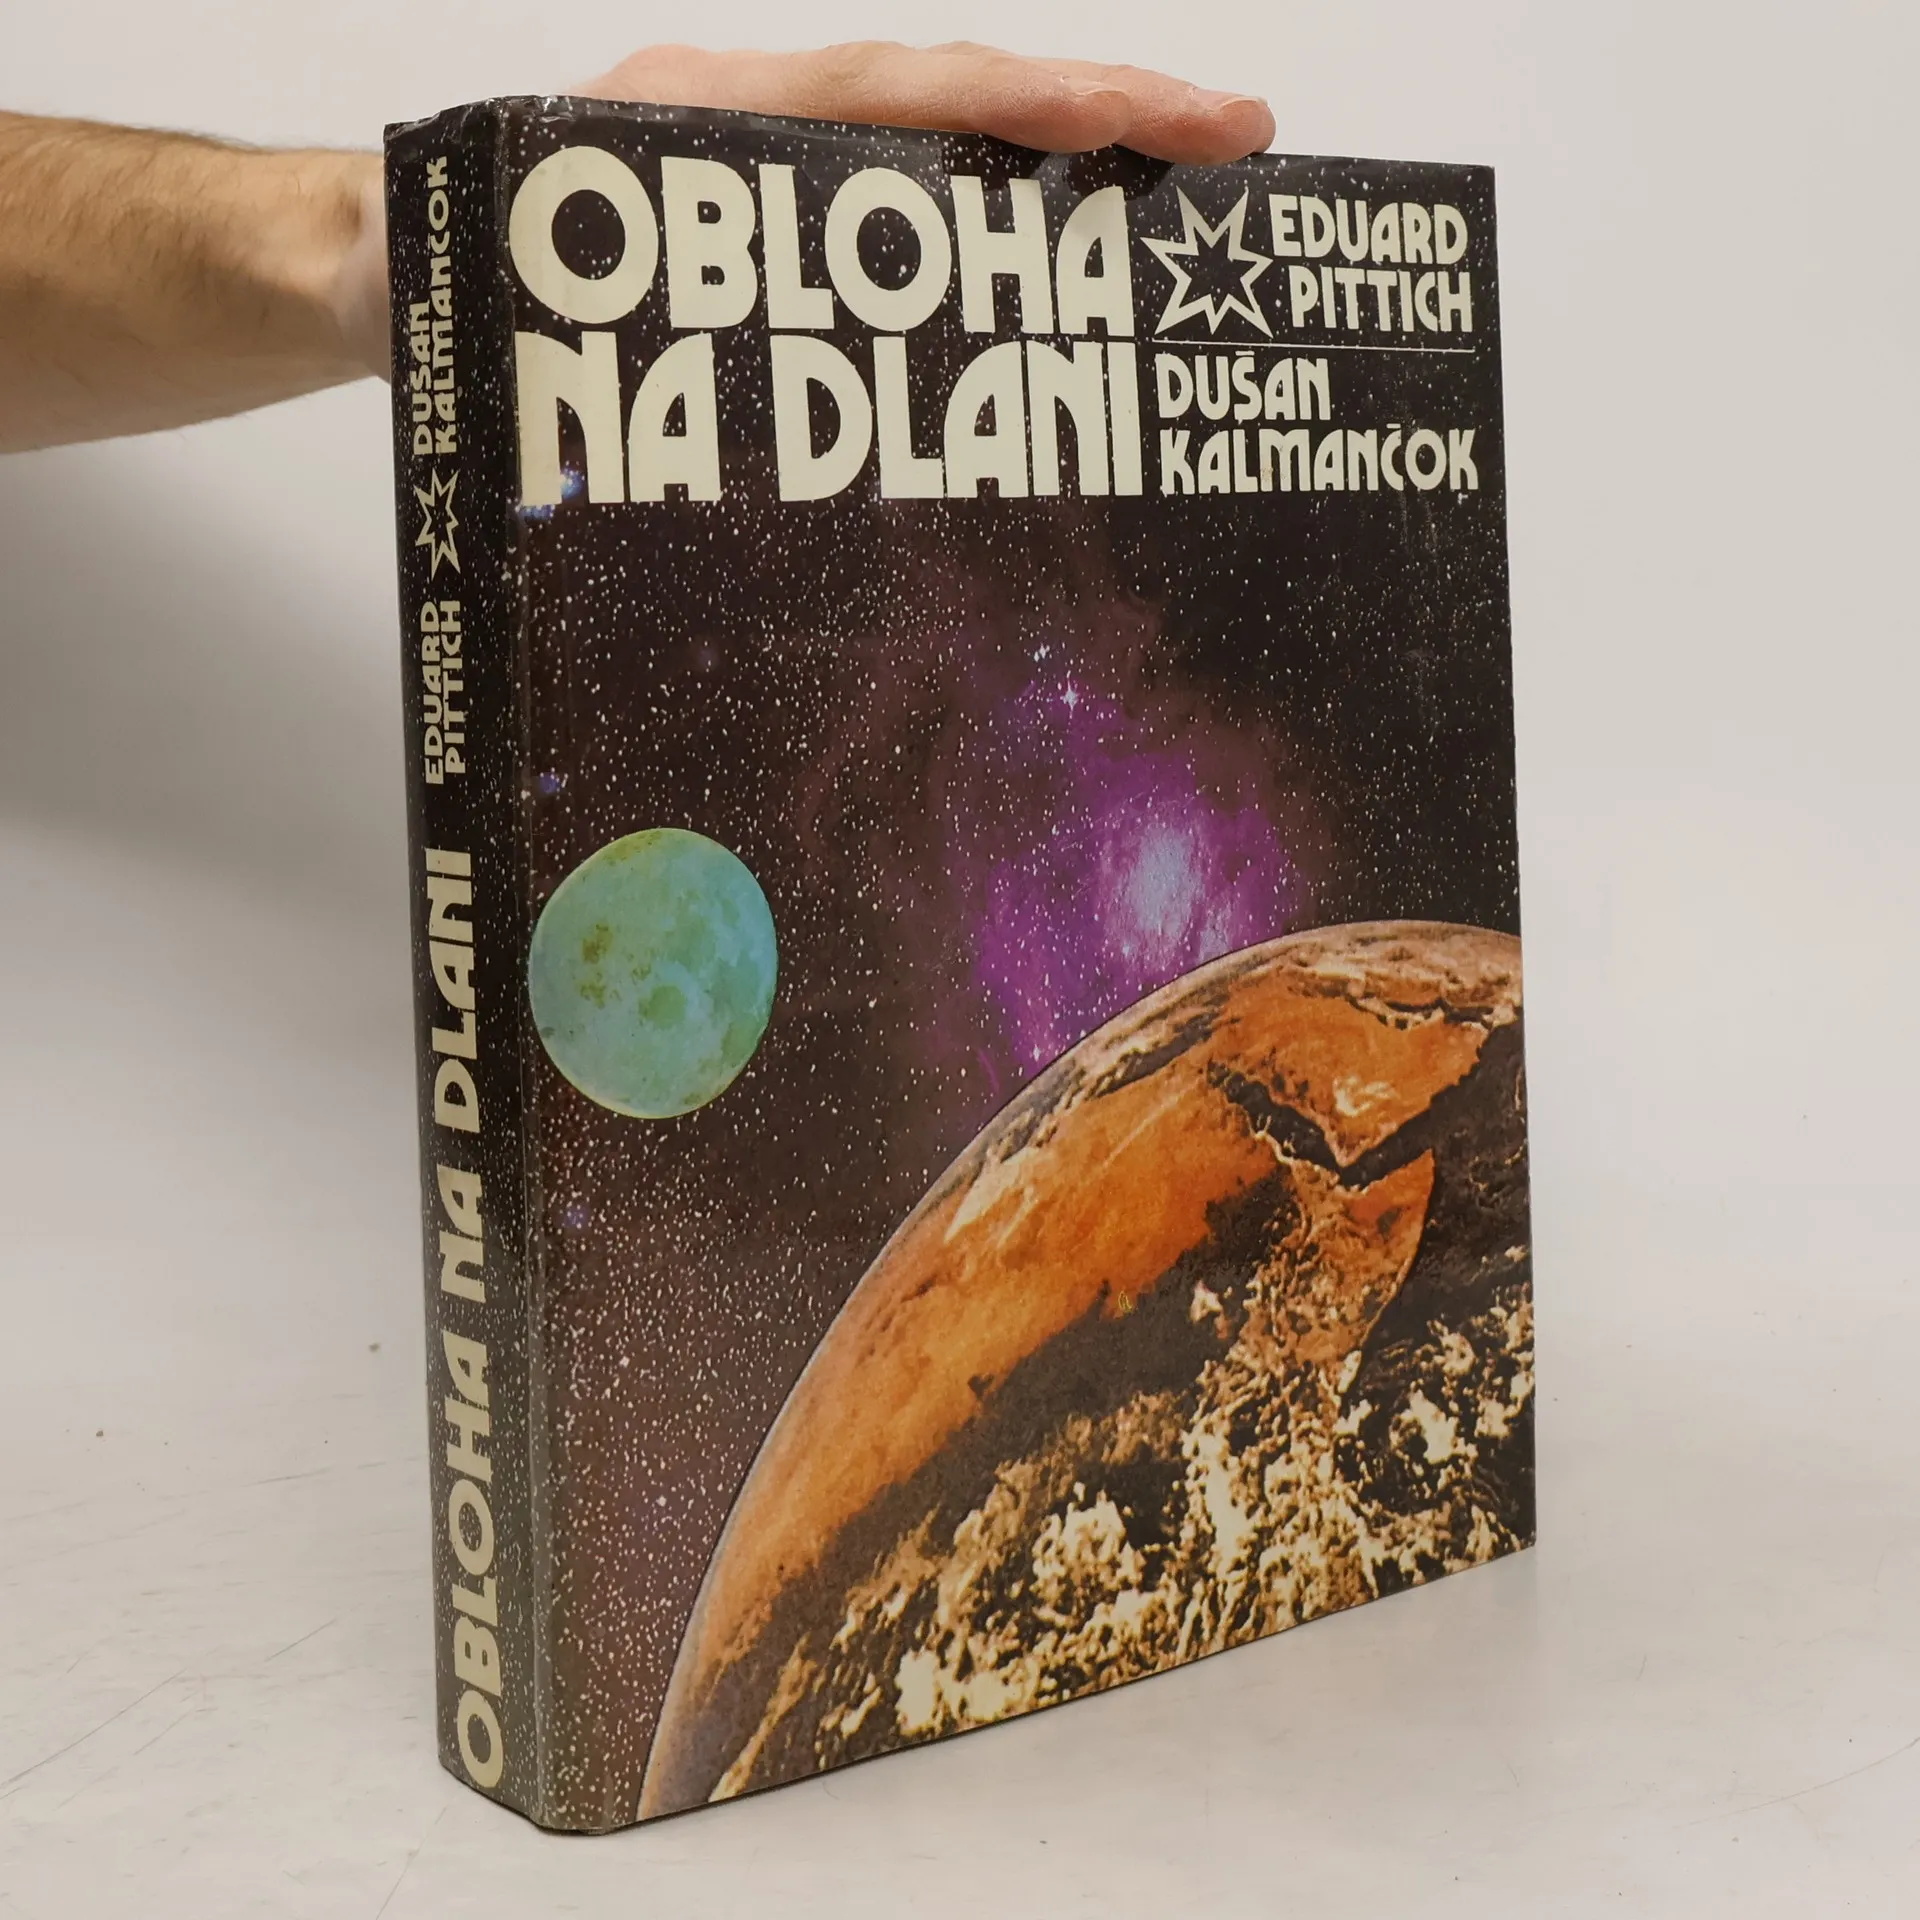 OBLOHA
NA DLANI
EDUARD
PITTICH
DUŠAN
KALMANČOK
OBLOHA NA DLANI
EDUARD
PITTICH
DUŠAN
KALMANČOK